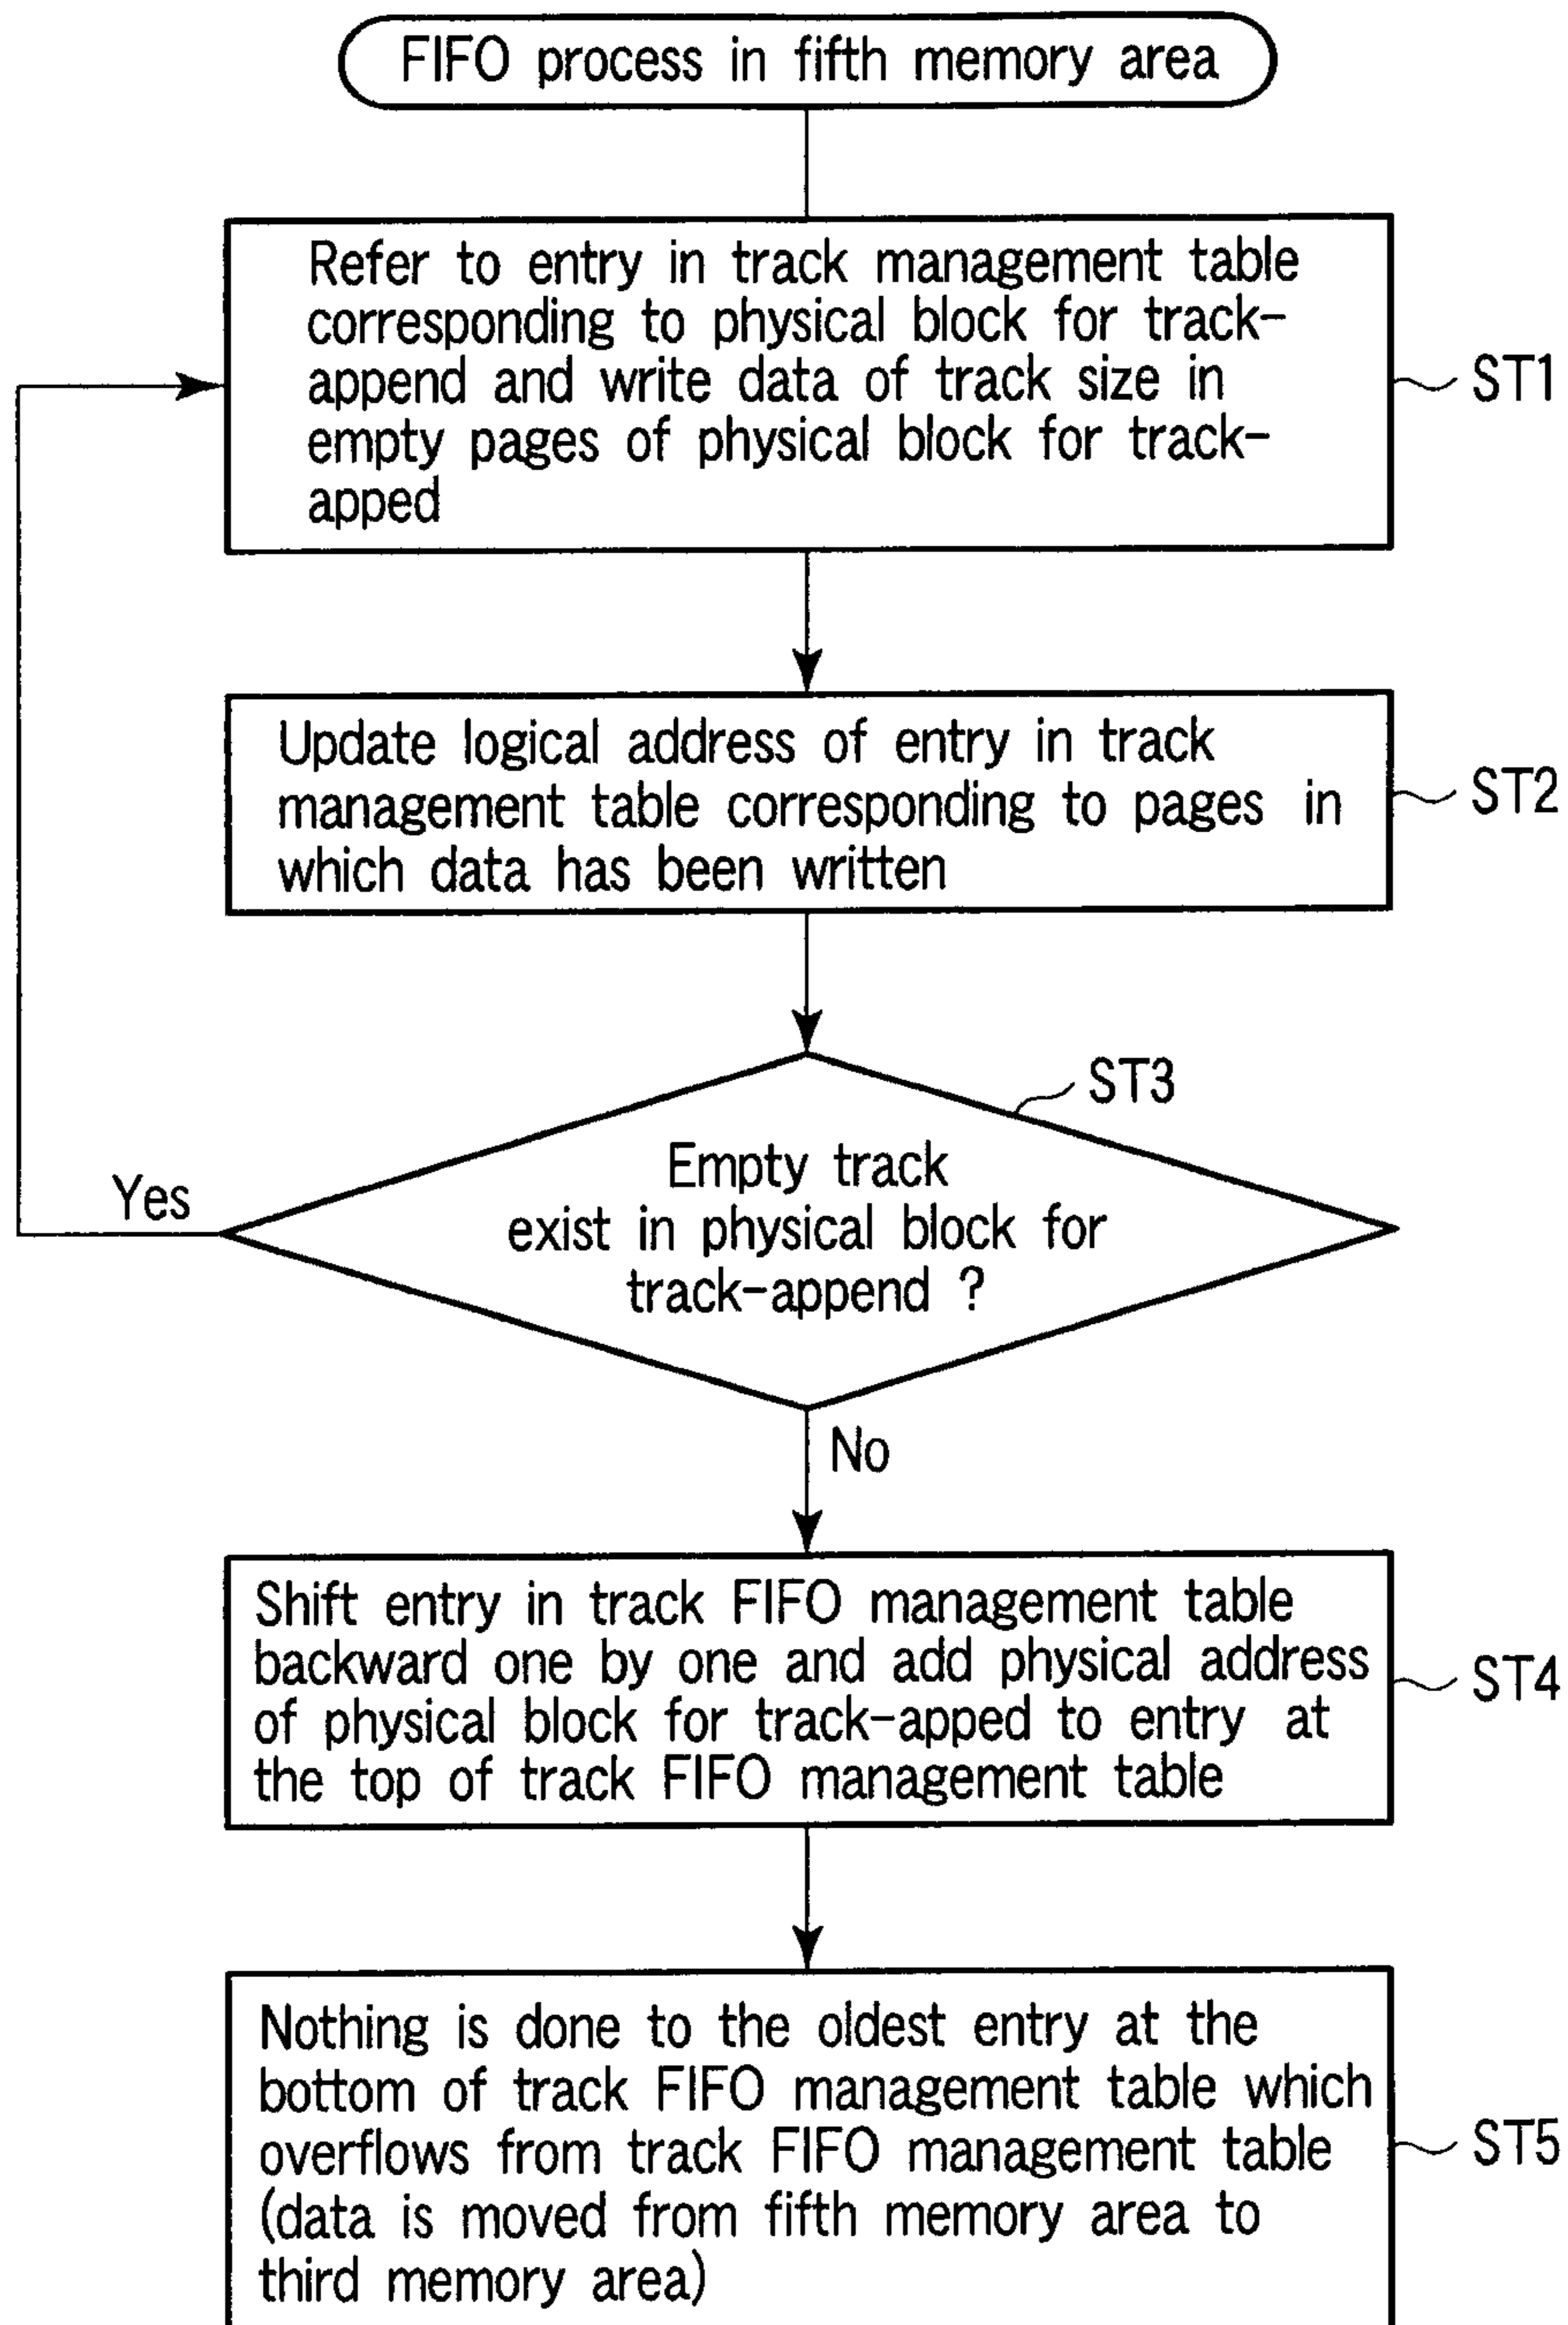 FIFO process in fifth memory area
Refer to entry in track management table
corresponding to physical block for track-
append and write data of track size in
empty pages of physical block for track-
apped
ST1
Update logical address of entry in track
management table corresponding to pages in
which data has been written
ST2
ST3
Empty track
exist in physical block for
track-append ?
Yes
No
Shift entry in track FIFO management table
backward one by one and add physical address
of physical block for track-apped to entry at
the top of track FIFO management table
ST4
Nothing is done to the oldest entry at the
bottom of track FIFO management table which
overflows from track FIFO management table
(data is moved from fifth memory area to
third memory area)
ST5